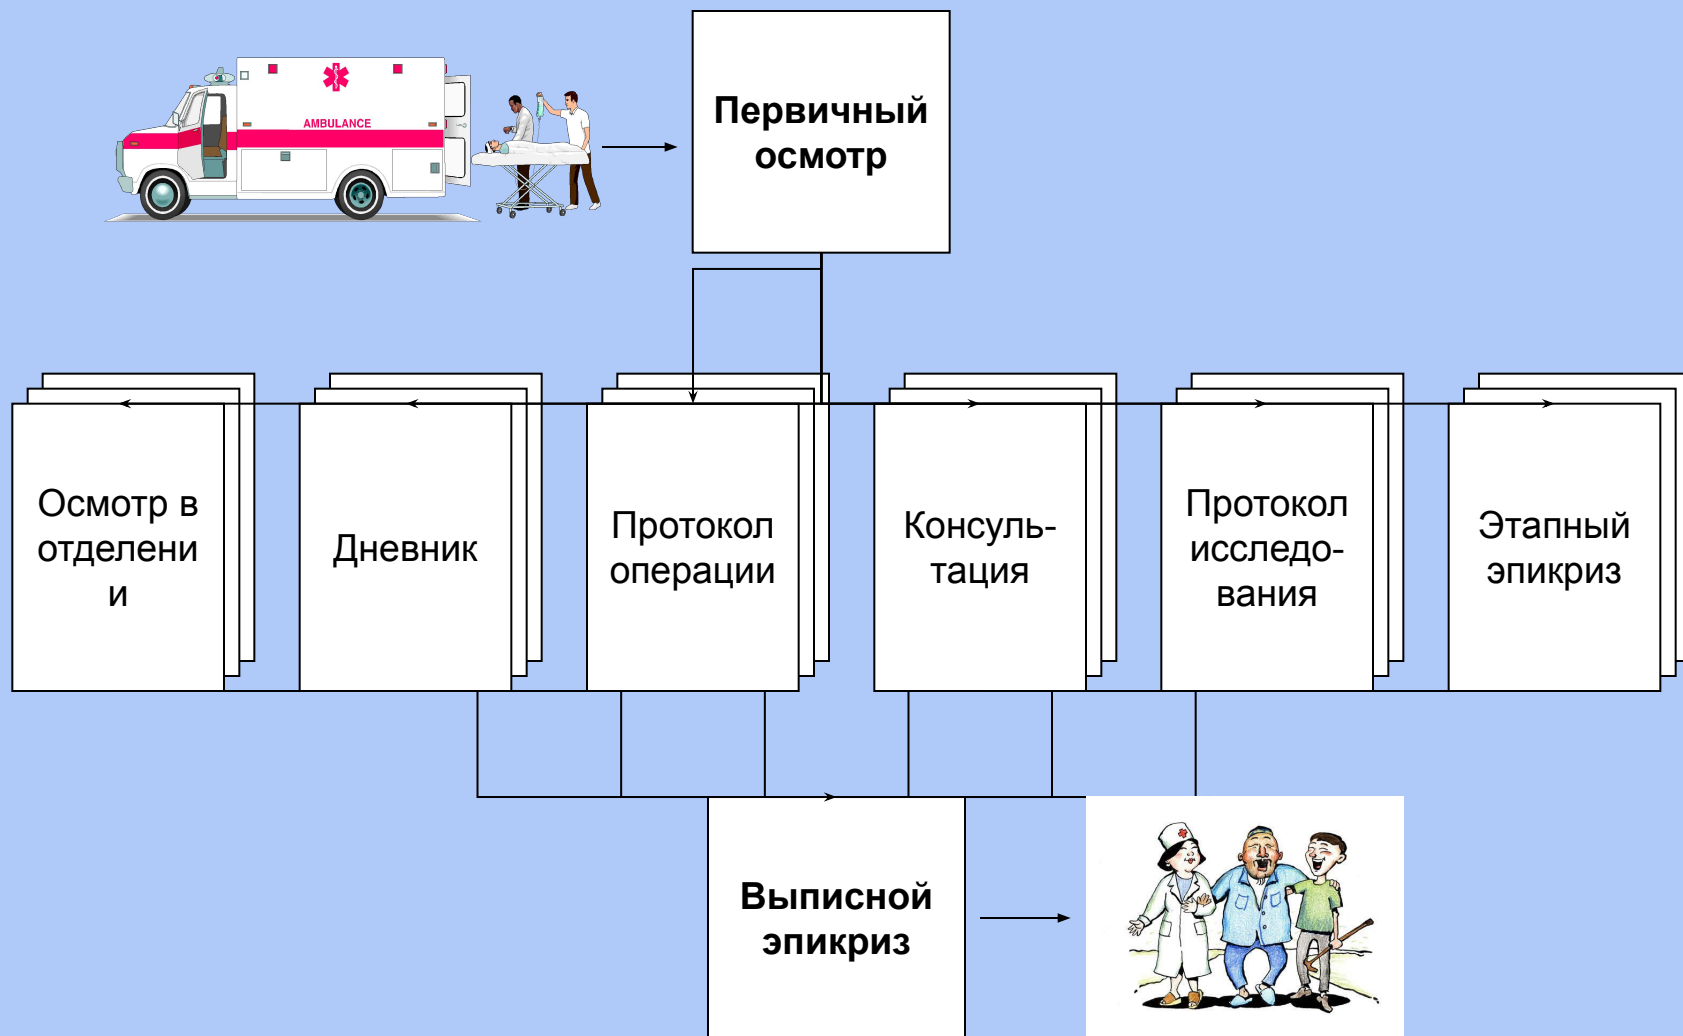 AMBULANCE
Первичный
осмотр
Осмотр в
отделени
и
Дневник
Протокол
операции
Консуль-
тация
Протокол
исследо-
вания
Этапный
эпикриз
Выписной
эпикриз